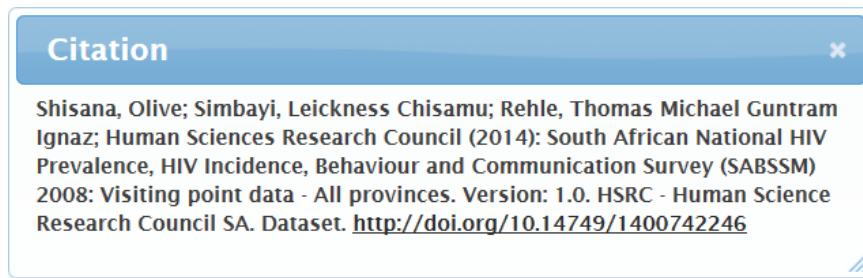 Citation
Shisana, Olive; Simbayi, Leickness Chisamu; Rehle, Thomas Michael Guntram
Ignaz; Human Sciences Research Council (2014): South African National HIV
Prevalence, HIV Incidence, Behaviour and Communication Survey (SABSSM)
2008: Visiting point data - All provinces. Version: 1.0. HSRC - Human Science
Research Council SA. Dataset. http://doi.org/10.14749/1400742246